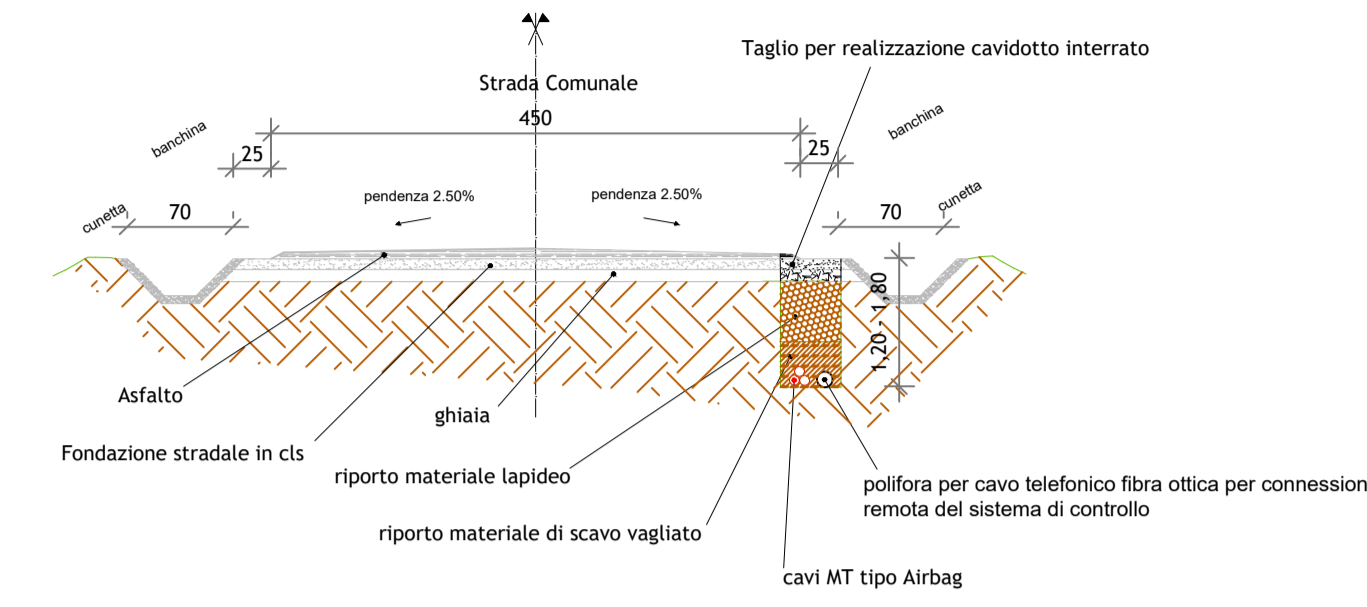 Taglio per realizzazione cavidotto interrato
Strada Comunale
450
banchina
banchina
25
25
cunetta
70
pendenza 2.50%
pendenza 2.50%
70
cunetta
1,20 - 1,80
Asfalto
ghiaia
Fondazione stradale in cls
riporto materiale lapideo
polifora per cavo telefonico fibra ottica per connession
remota del sistema di controllo
riporto materiale di scavo vagliato
cavi MT tipo Airbag